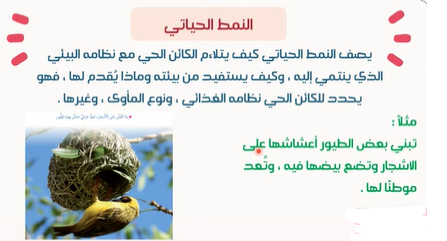 النمط الحياتي
يصف النمط الحياتي كيف يتلاءم الكائن الحي مع نظامه البيئي
الذي ينتمي إليه ، وكيف يستفيد من بيئته وماذا يُقدم لها ، فهو
يحدد للكائن الحي نظامه الغذائي ، ونوع المأوى ، وغيرها .
مثلاً :
تبني بعض الطيور أعشاشها على
الاشجار وتضع بيضها فيه ، وتُعد
موطنًا لها .